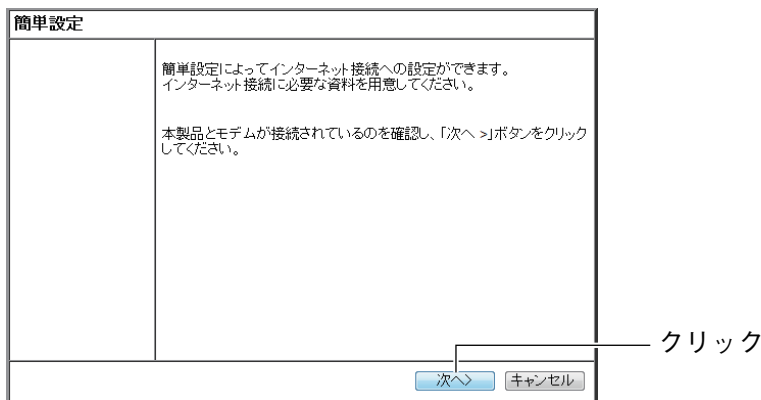 簡単設定
簡単設定によってインターネット接続への設定ができます。
インターネット接続に必要な資料を用意してください。
本製品とモデムが接続されているのを確認し、「次へ >」ボタンをクリック
してください。
クリック
次へ> キャンセル